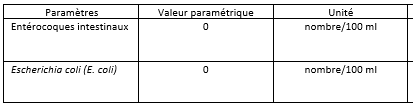 Paramètres Valeur paramétrique Unité
Entérocoques intestinaux 0 nombre/100 ml
Escherichia coli (E. coli) 0 nombre/100 ml